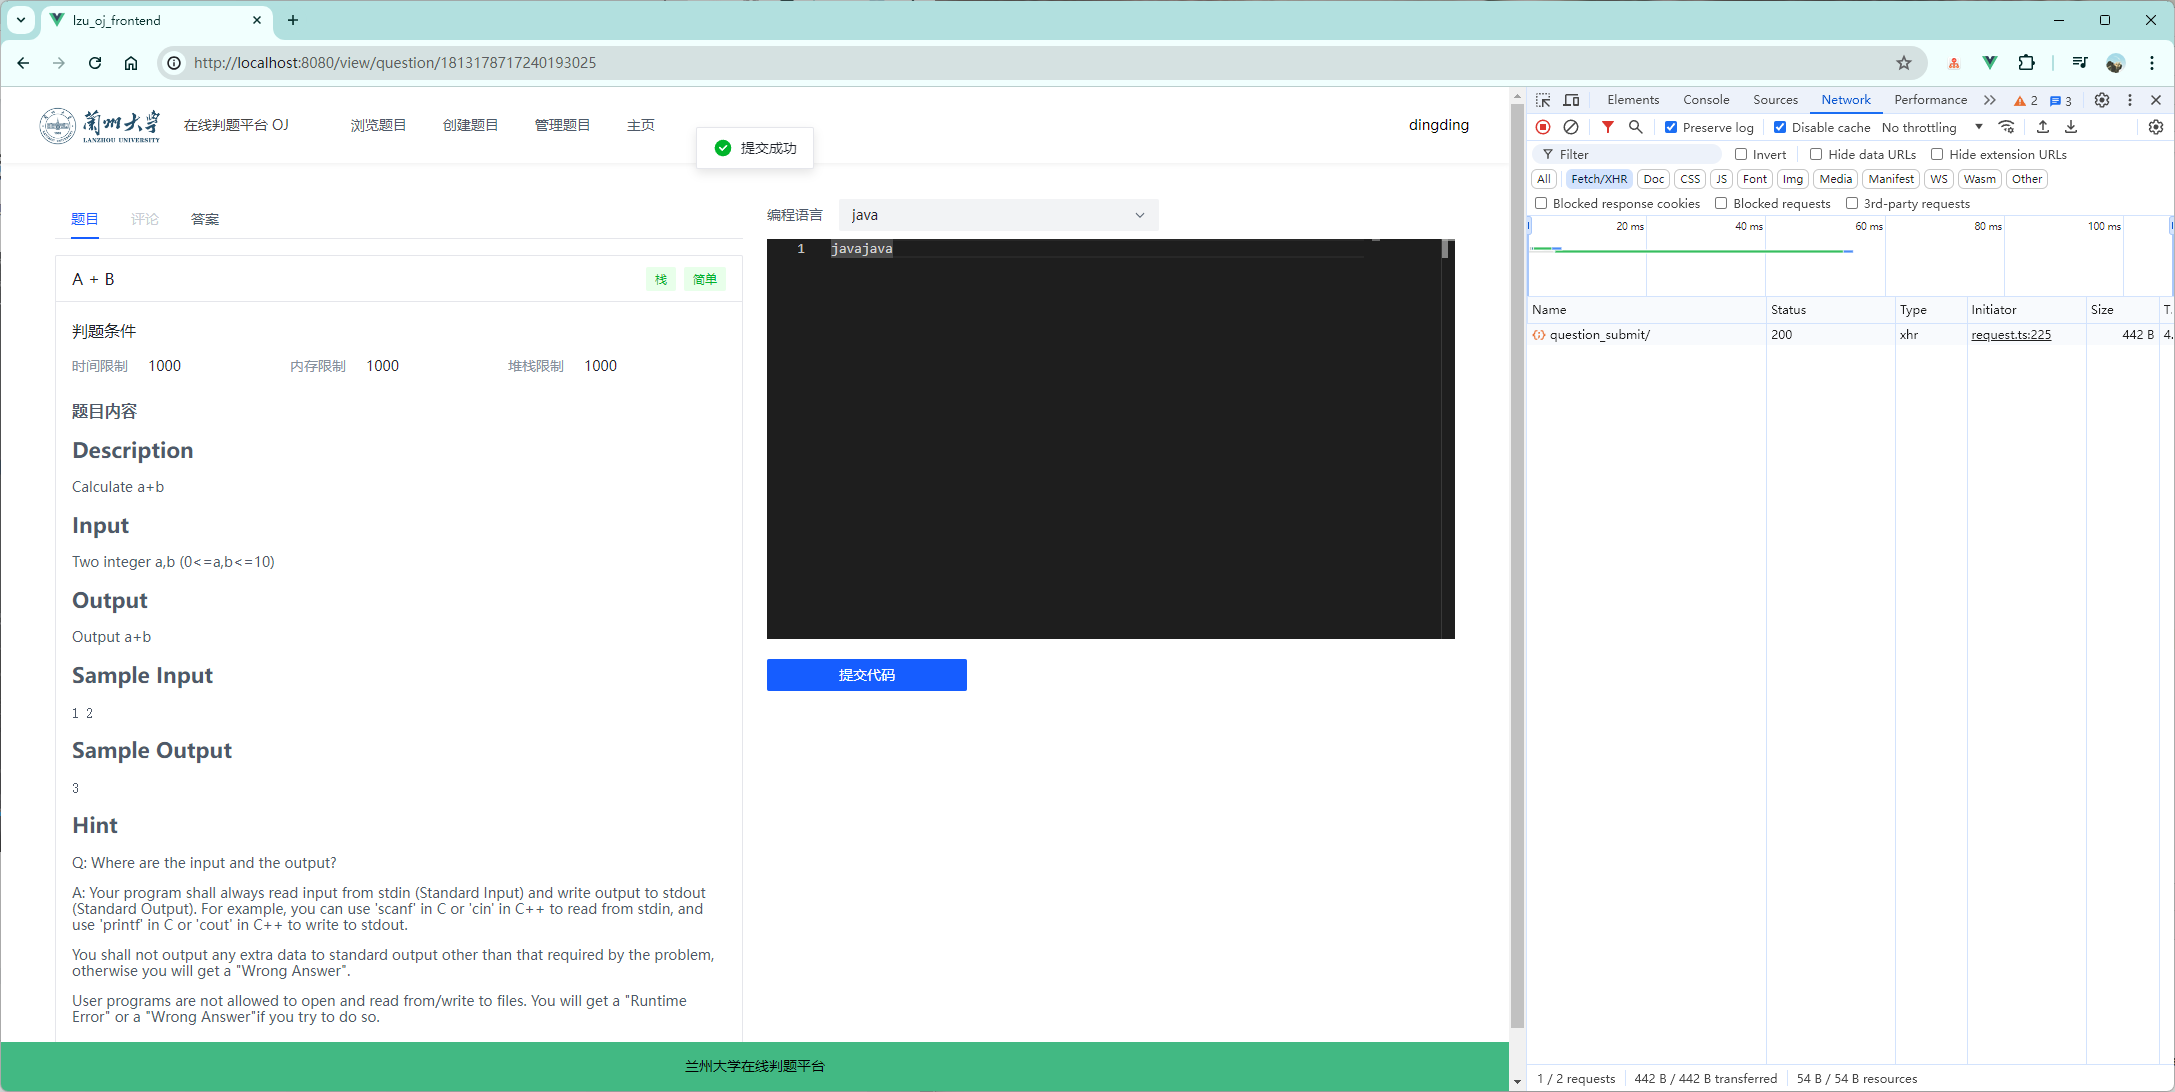 lzu_oj_frontend
http://localhost:8080/view/question/1813178717240193025
兰州大学
LANZHOU UNIVERSITY
在线判题平台 OJ
浏览题目
创建题目
管理题目
主页
dingding
提交成功
题目
评论
答案
A + B
栈
简单
判题条件
时间限制 1000
内存限制 1000
堆栈限制 1000
题目内容
Description
Calculate a+b
Input
Two integer a,b (0<=a,b<=10)
Output
Output a+b
Sample Input
1 2
Sample Output
3
Hint
Q: Where are the input and the output?
A: Your program shall always read input from stdin (Standard Input) and write output to stdout
(Standard Output). For example, you can use 'scanf' in C or 'cin' in C++ to read from stdin, and
use 'printf' in C or 'cout' in C++ to write to stdout.
You shall not output any extra data to standard output other than that required by the problem,
otherwise you will get a "Wrong Answer".
User programs are not allowed to open and read from/write to files. You will get a "Runtime
Error" or a "Wrong Answer"if you try to do so.
编程语言
java
1
javajava
提交代码
兰州大学在线判题平台
Elements
Console
Sources
Network
Performance
2
3
Preserve log
Disable cache
No throttling
Filter
Invert
Hide data URLs
Hide extension URLs
All
Fetch/XHR
Doc
CSS
JS
Font
Img
Media
Manifest
WS
Wasm
Other
Blocked response cookies
Blocked requests
3rd-party requests
20 ms
40 ms
60 ms
80 ms
100 ms
Name
Status
Type
Initiator
Size
T.
question_submit/
200
xhr
request.ts:225
442 B
4.
1 / 2 requests
442 B / 442 B transferred
54 B / 54 B resources